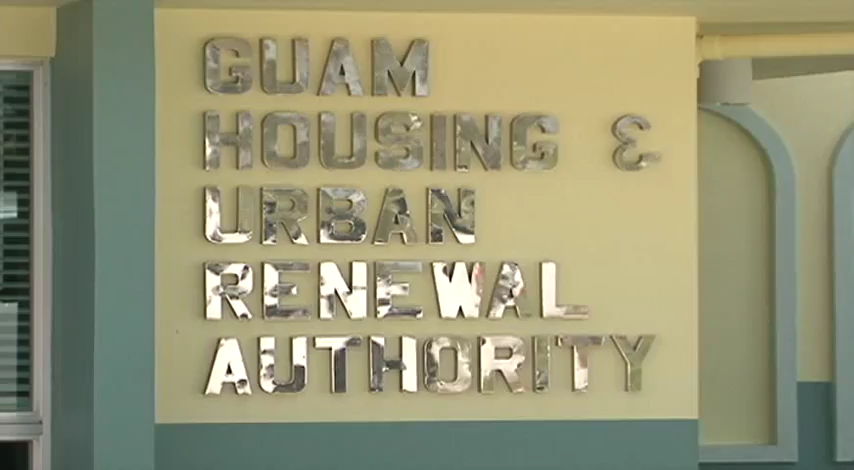 GUAM
HOUSING &
URBAN
RENEWAL
AUTHORITY